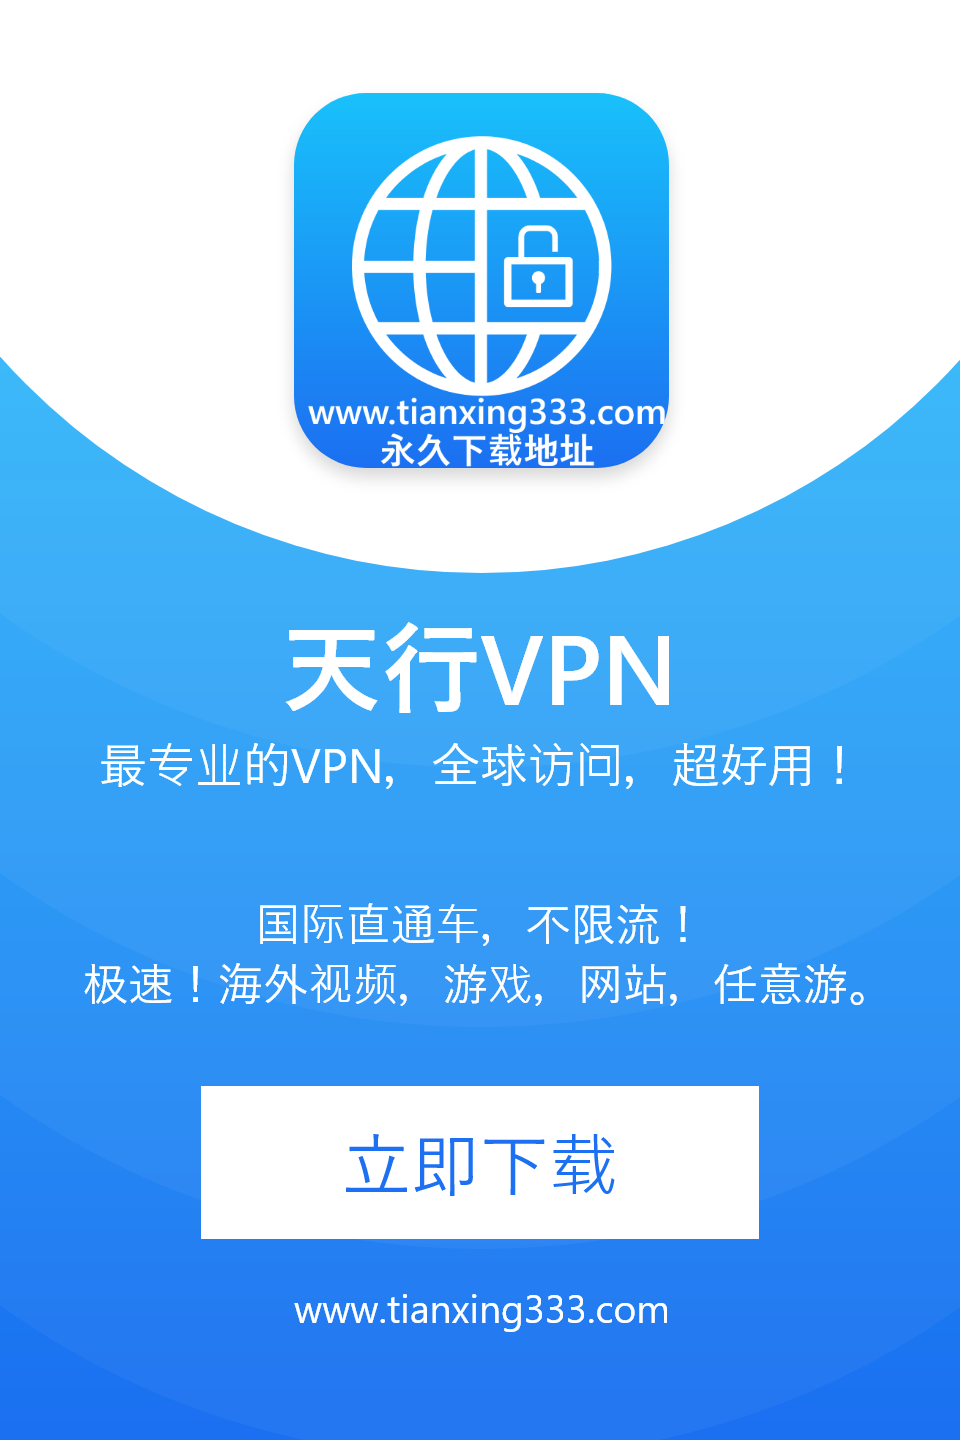 www.tianxing333.com
永久下载地址
天行VPN
最专业的VPN，全球访问，超好用！
国际直通车，不限流！
极速！海外视频，游戏，网站，任意游。
立即下载
www.tianxing333.com